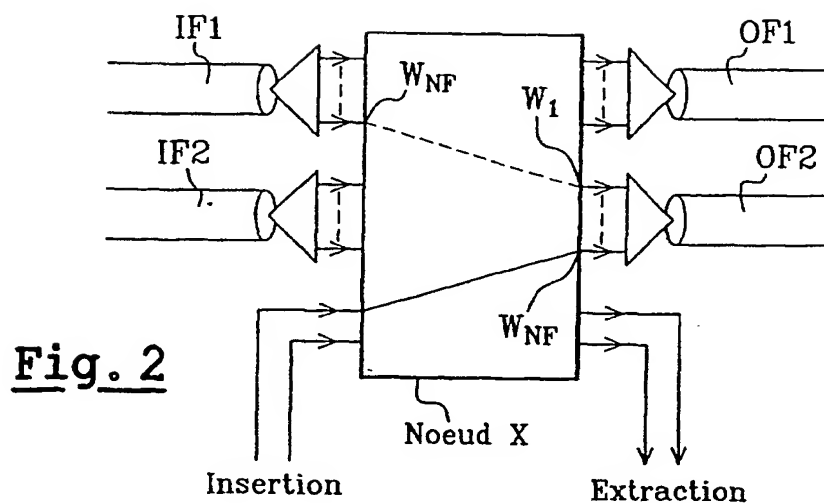 IF1
OF1
W_NF
W_1
IF2
OF2
W_NF
Fig. 2
Noeud X
Insertion
Extraction